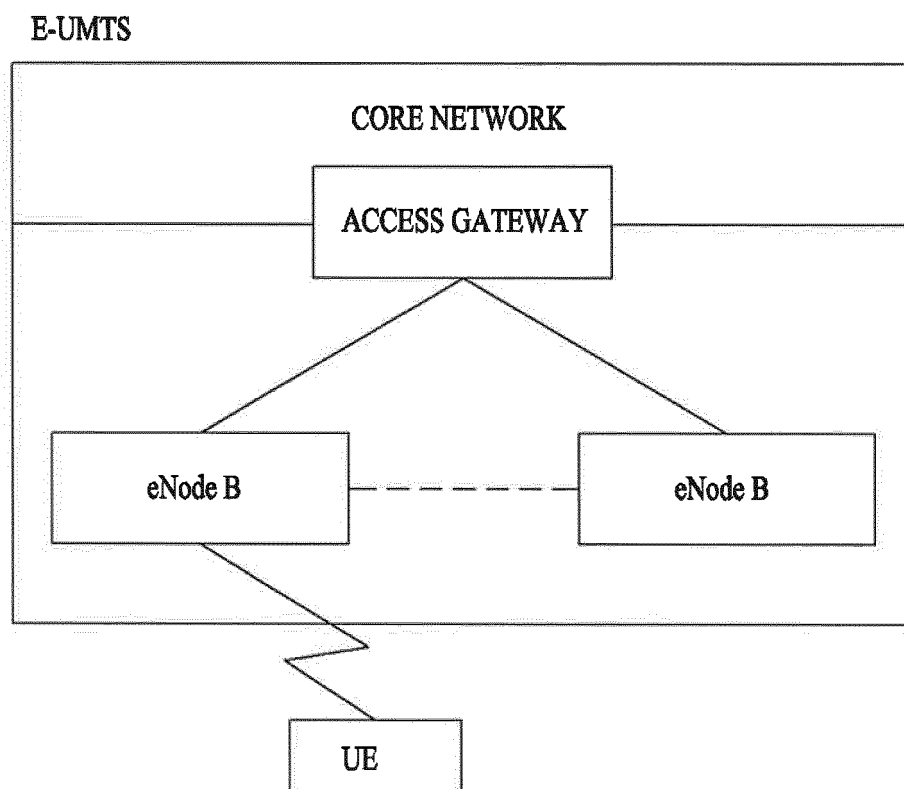 E-UMTS
CORE NETWORK
ACCESS GATEWAY
eNode B
eNode B
UE